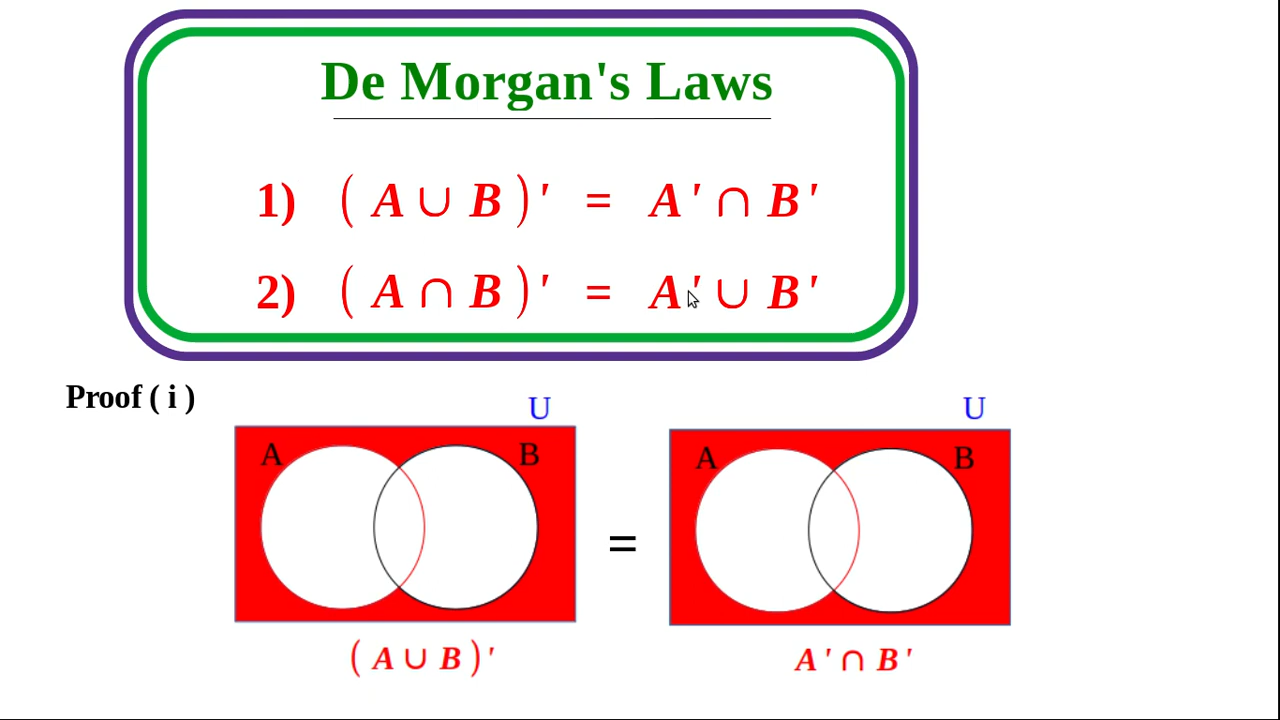 De Morgan's Laws
1) ( A ∪ B ) ′ = A ′ ∩ B ′
2) ( A ∩ B ) ′ = A ′ ∪ B ′
Proof ( i )
U U
A B A B
=
( A ∪ B ) ′ A ′ ∩ B ′